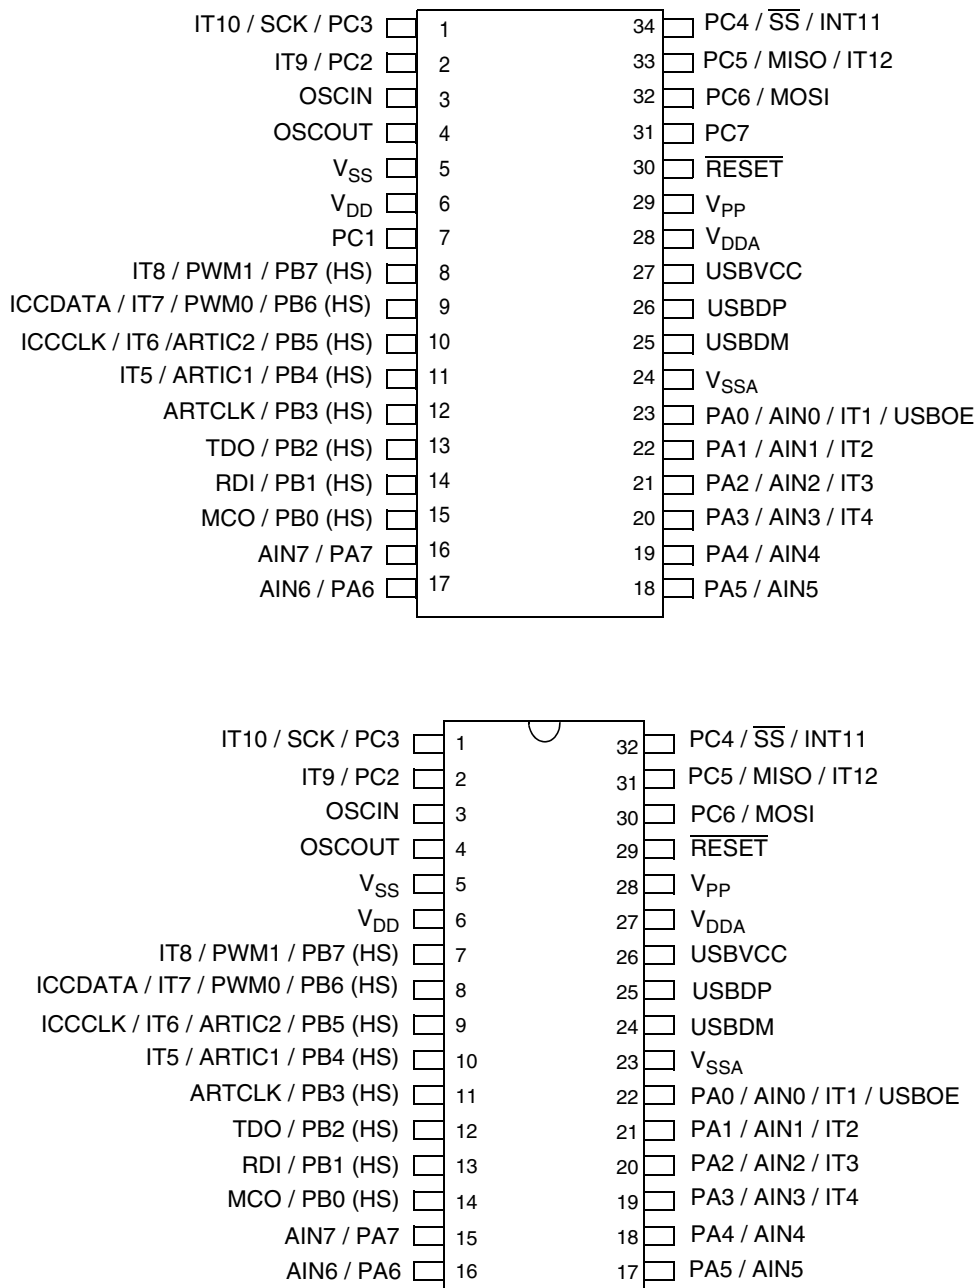 IT10 / SCK / PC3 1 34 PC4 / SS / INT11
IT9 / PC2 2 33 PC5 / MISO / IT12
OSCIN 3 32 PC6 / MOSI
OSCOUT 4 31 PC7
VSS 5 30 RESET
VDD 6 29 VPP
PC1 7 28 VDDA
IT8 / PWM1 / PB7 (HS) 8 27 USBVCC
ICCDATA / IT7 / PWM0 / PB6 (HS) 9 26 USBDP
ICCCLK / IT6 /ARTIC2 / PB5 (HS) 10 25 USBDM
IT5 / ARTIC1 / PB4 (HS) 11 24 VSSA
ARTCLK / PB3 (HS) 12 23 PA0 / AIN0 / IT1 / USBOE
TDO / PB2 (HS) 13 22 PA1 / AIN1 / IT2
RDI / PB1 (HS) 14 21 PA2 / AIN2 / IT3
MCO / PB0 (HS) 15 20 PA3 / AIN3 / IT4
AIN7 / PA7 16 19 PA4 / AIN4
AIN6 / PA6 17 18 PA5 / AIN5
IT10 / SCK / PC3 1 32 PC4 / SS / INT11
IT9 / PC2 2 31 PC5 / MISO / IT12
OSCIN 3 30 PC6 / MOSI
OSCOUT 4 29 RESET
VSS 5 28 VPP
VDD 6 27 VDDA
IT8 / PWM1 / PB7 (HS) 7 26 USBVCC
ICCDATA / IT7 / PWM0 / PB6 (HS) 8 25 USBDP
ICCCLK / IT6 / ARTIC2 / PB5 (HS) 9 24 USBDM
IT5 / ARTIC1 / PB4 (HS) 10 23 VSSA
ARTCLK / PB3 (HS) 11 22 PA0 / AIN0 / IT1 / USBOE
TDO / PB2 (HS) 12 21 PA1 / AIN1 / IT2
RDI / PB1 (HS) 13 20 PA2 / AIN2 / IT3
MCO / PB0 (HS) 14 19 PA3 / AIN3 / IT4
AIN7 / PA7 15 18 PA4 / AIN4
AIN6 / PA6 16 17 PA5 / AIN5